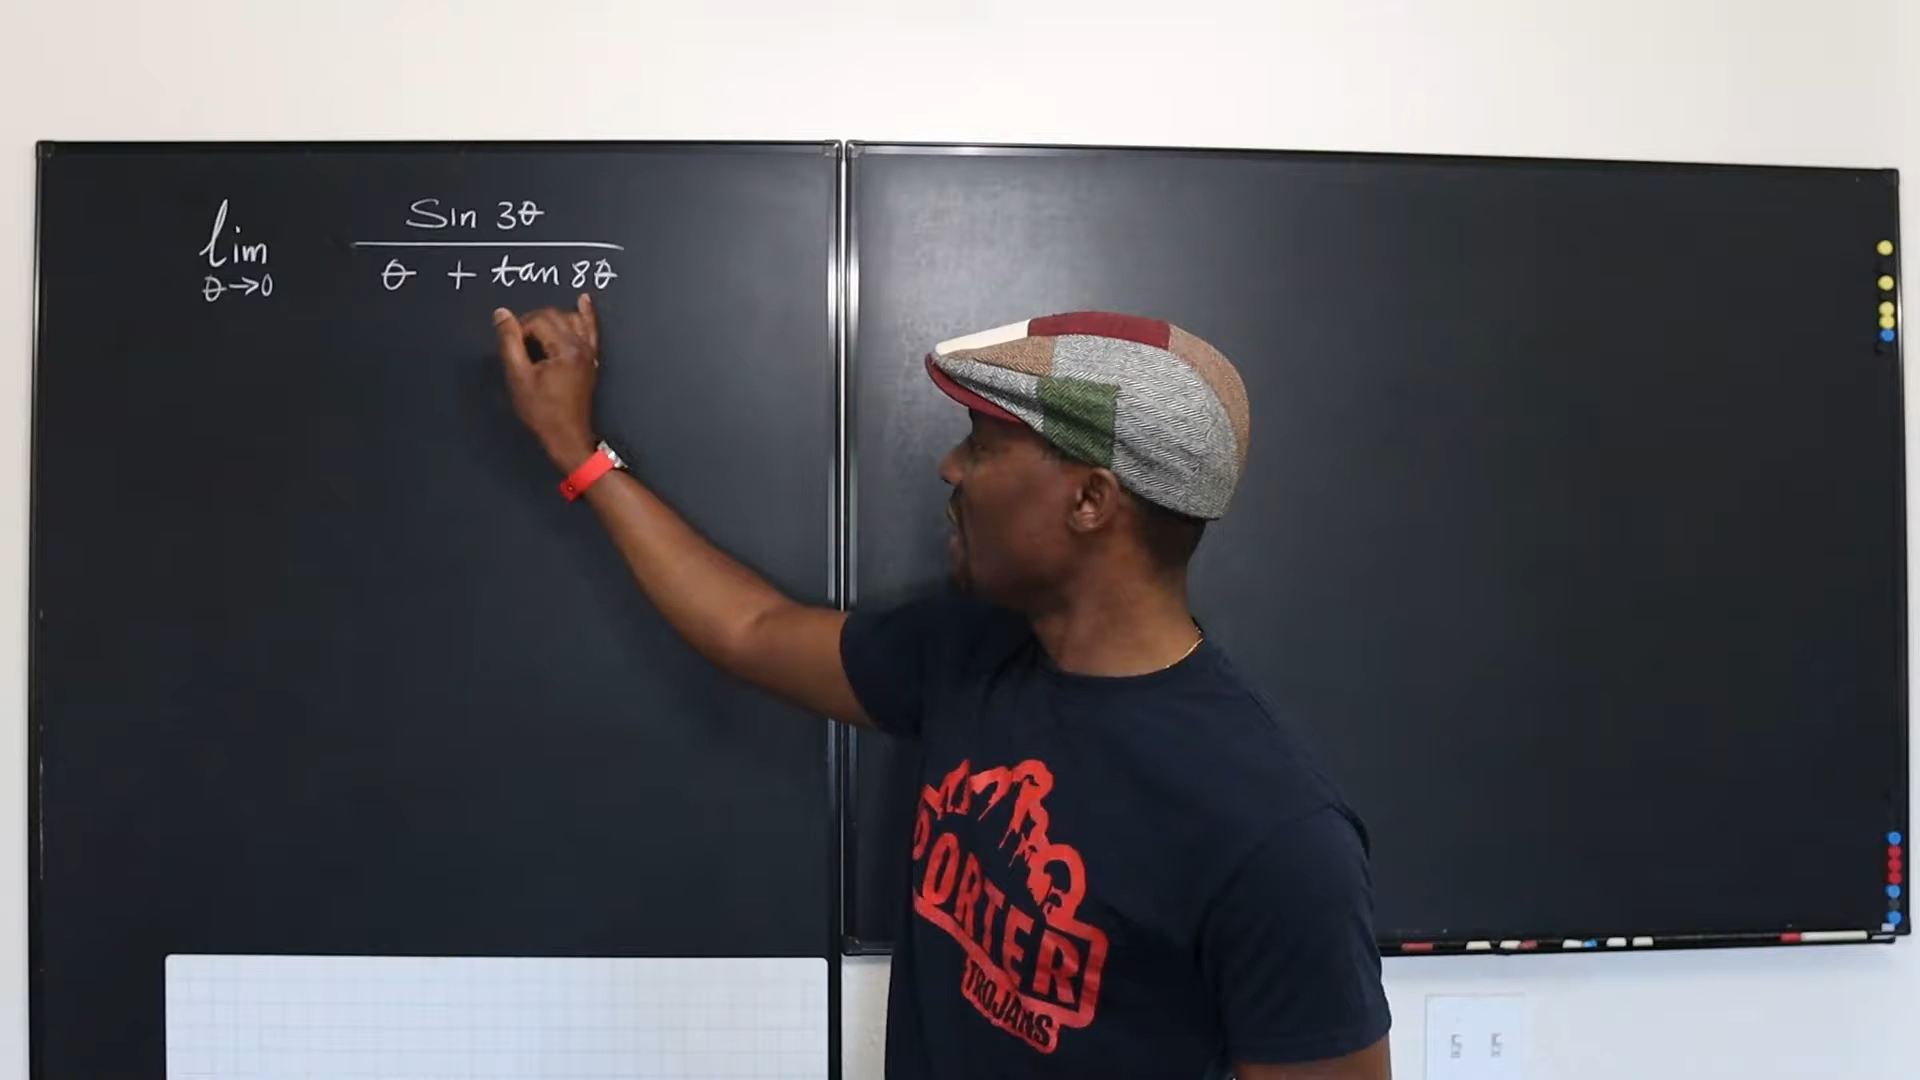 lim θ→0 Sin 3θ
θ + tan 8θ
PORTER
TROJANS